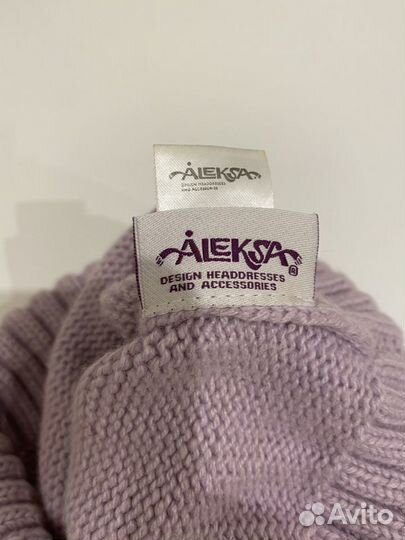 ALEKSA
DESIGN HEADDRESSES
AND ACCESSORIES
ALEKSA®
DESIGN HEADDRESSES
AND ACCESSORIES
Avito